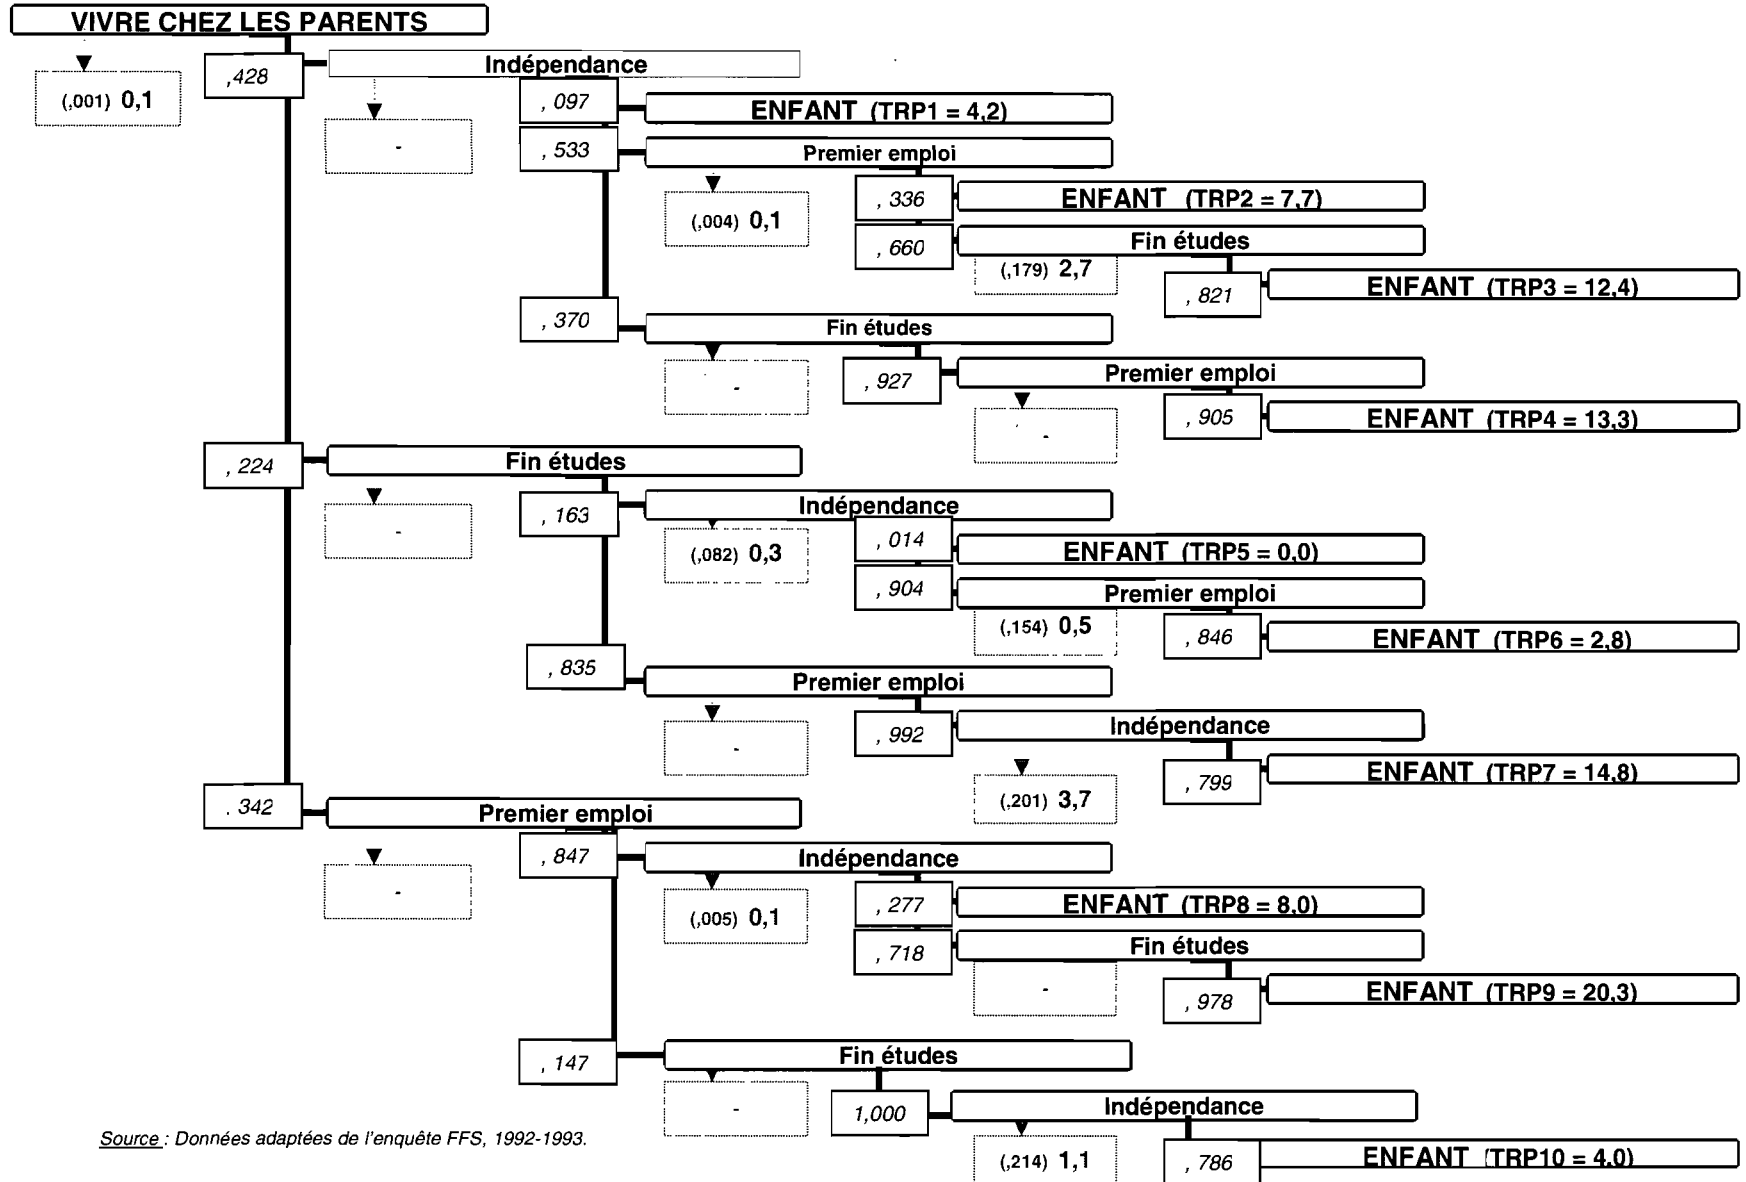 VIVRE CHEZ LES PARENTS
(,001) 0,1
,428
Indépendance
-
, 097
ENFANT (TRP1 = 4,2)
, 533
Premier emploi
(,004) 0,1
, 336
ENFANT (TRP2 = 7,7)
, 660
Fin études
(,179) 2,7
, 821
ENFANT (TRP3 = 12,4)
, 370
Fin études
-
, 927
Premier emploi
-
, 905
ENFANT (TRP4 = 13,3)
, 224
Fin études
-
, 163
Indépendance
(,082) 0,3
, 014
ENFANT (TRP5 = 0,0)
, 904
Premier emploi
(,154) 0,5
, 846
ENFANT (TRP6 = 2,8)
, 835
Premier emploi
-
, 992
Indépendance
(,201) 3,7
, 799
ENFANT (TRP7 = 14,8)
. 342
Premier emploi
-
, 847
Indépendance
(,005) 0,1
, 277
ENFANT (TRP8 = 8,0)
, 718
Fin études
-
, 978
ENFANT (TRP9 = 20,3)
, 147
Fin études
-
1,000
Indépendance
(,214) 1,1
, 786
ENFANT (TRP10 = 4,0)
Source : Données adaptées de l'enquête FFS, 1992-1993.